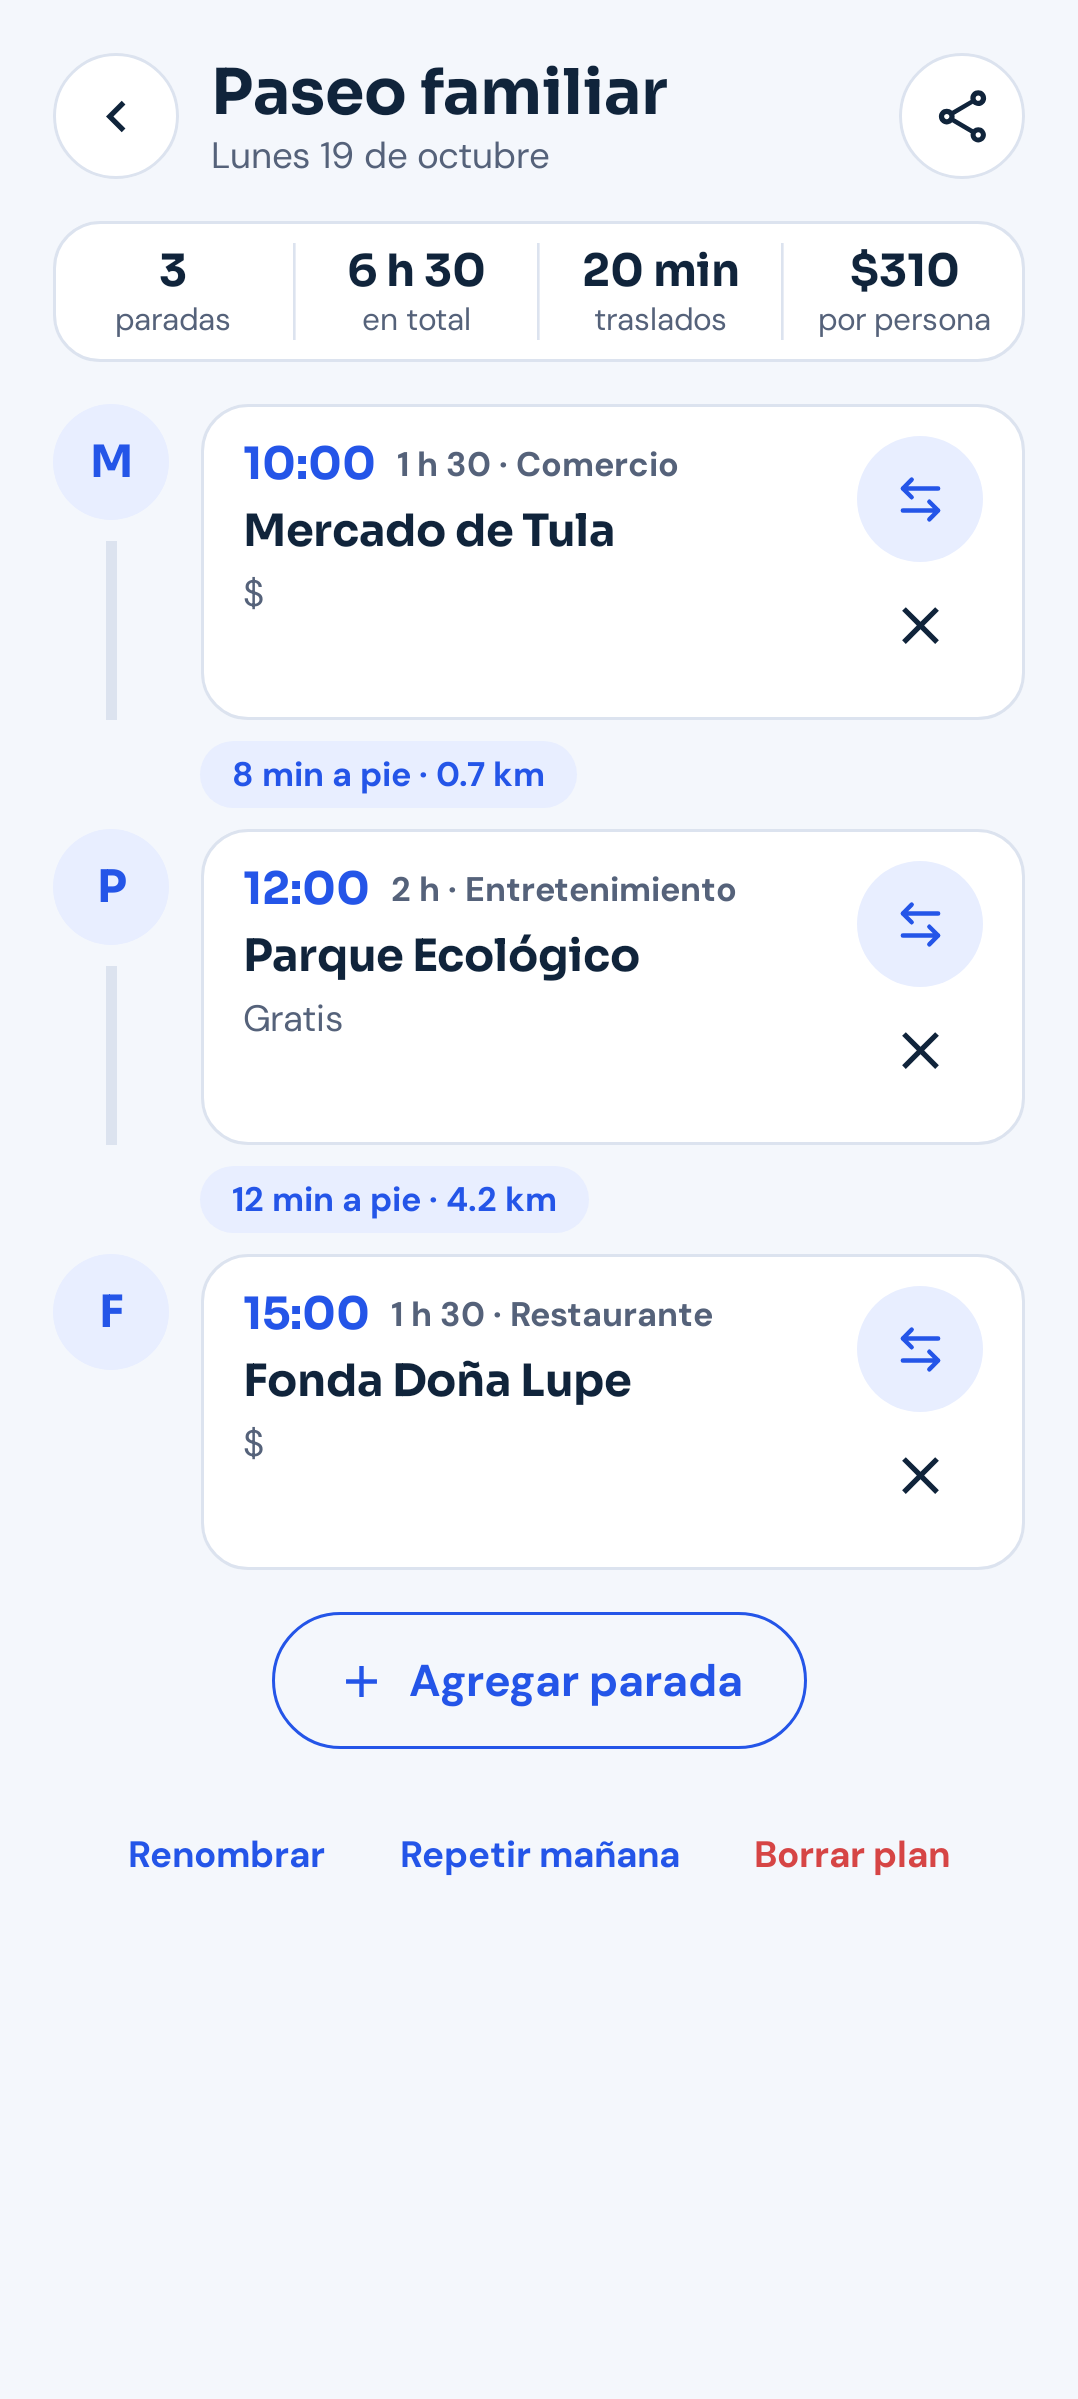 Paseo familiar
Lunes 19 de octubre
3
paradas
6 h 30
en total
20 min
traslados
$310
por persona
M
10:00 1 h 30 · Comercio
Mercado de Tula
$
8 min a pie · 0.7 km
P
12:00 2 h · Entretenimiento
Parque Ecológico
Gratis
12 min a pie · 4.2 km
F
15:00 1 h 30 · Restaurante
Fonda Doña Lupe
$
+ Agregar parada
Renombrar
Repetir mañana
Borrar plan